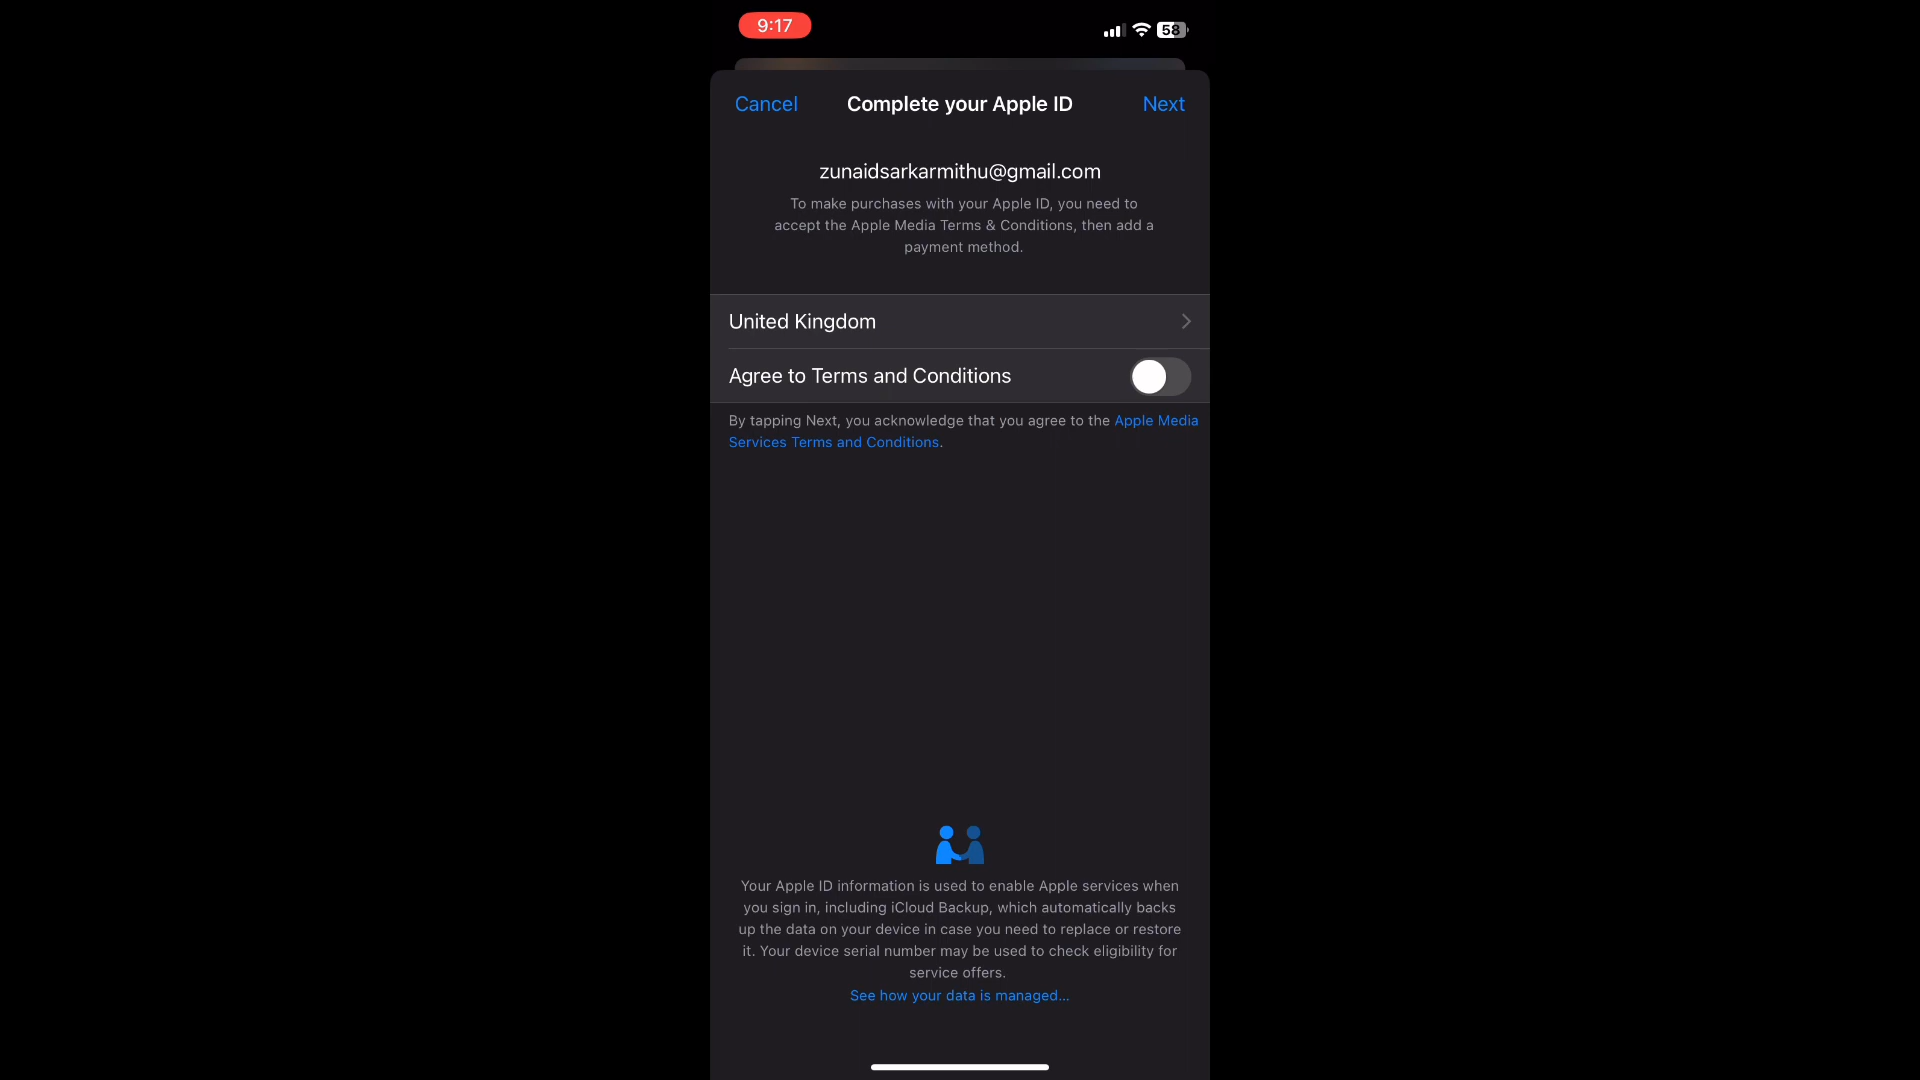 9:17
58
Cancel
Complete your Apple ID
Next
zunaidsarkarmithu@gmail.com
To make purchases with your Apple ID, you need to
accept the Apple Media Terms & Conditions, then add a
payment method.
United Kingdom
Agree to Terms and Conditions
By tapping Next, you acknowledge that you agree to the Apple Media
Services Terms and Conditions.
Your Apple ID information is used to enable Apple services when
you sign in, including iCloud Backup, which automatically backs
up the data on your device in case you need to replace or restore
it. Your device serial number may be used to check eligibility for
service offers.
See how your data is managed...